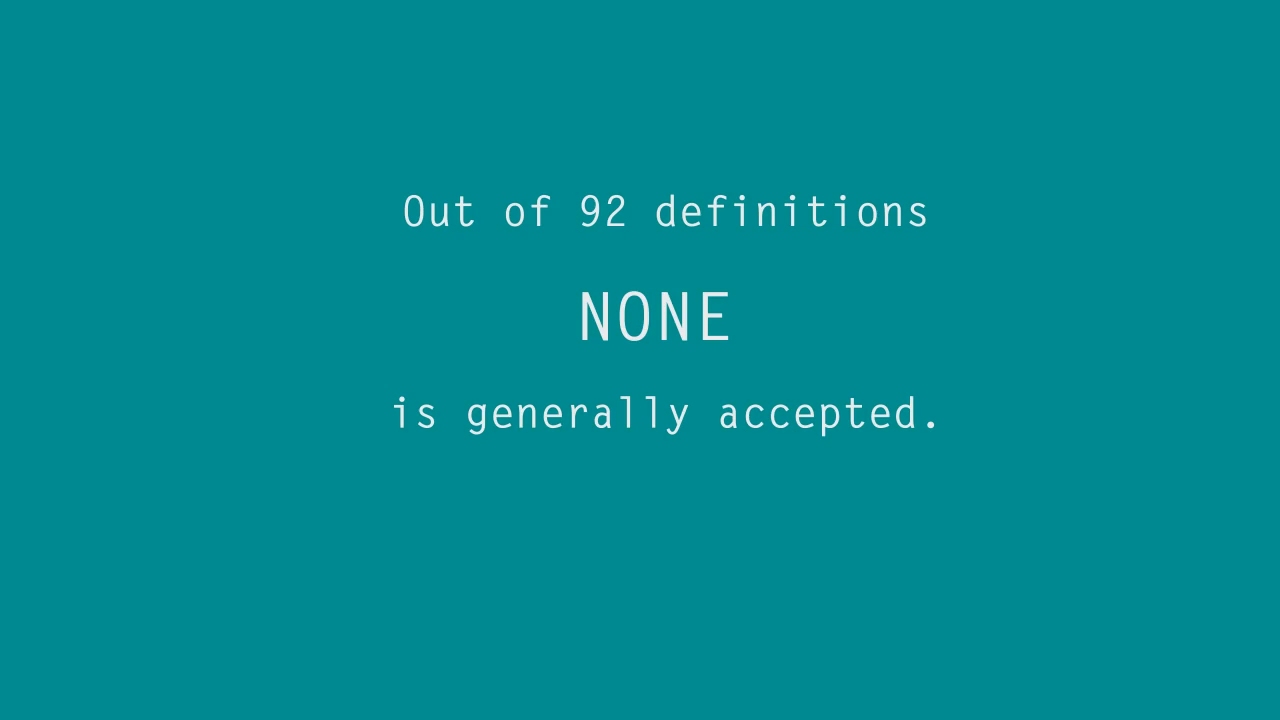 Out of 92 definitions
NONE
is generally accepted.